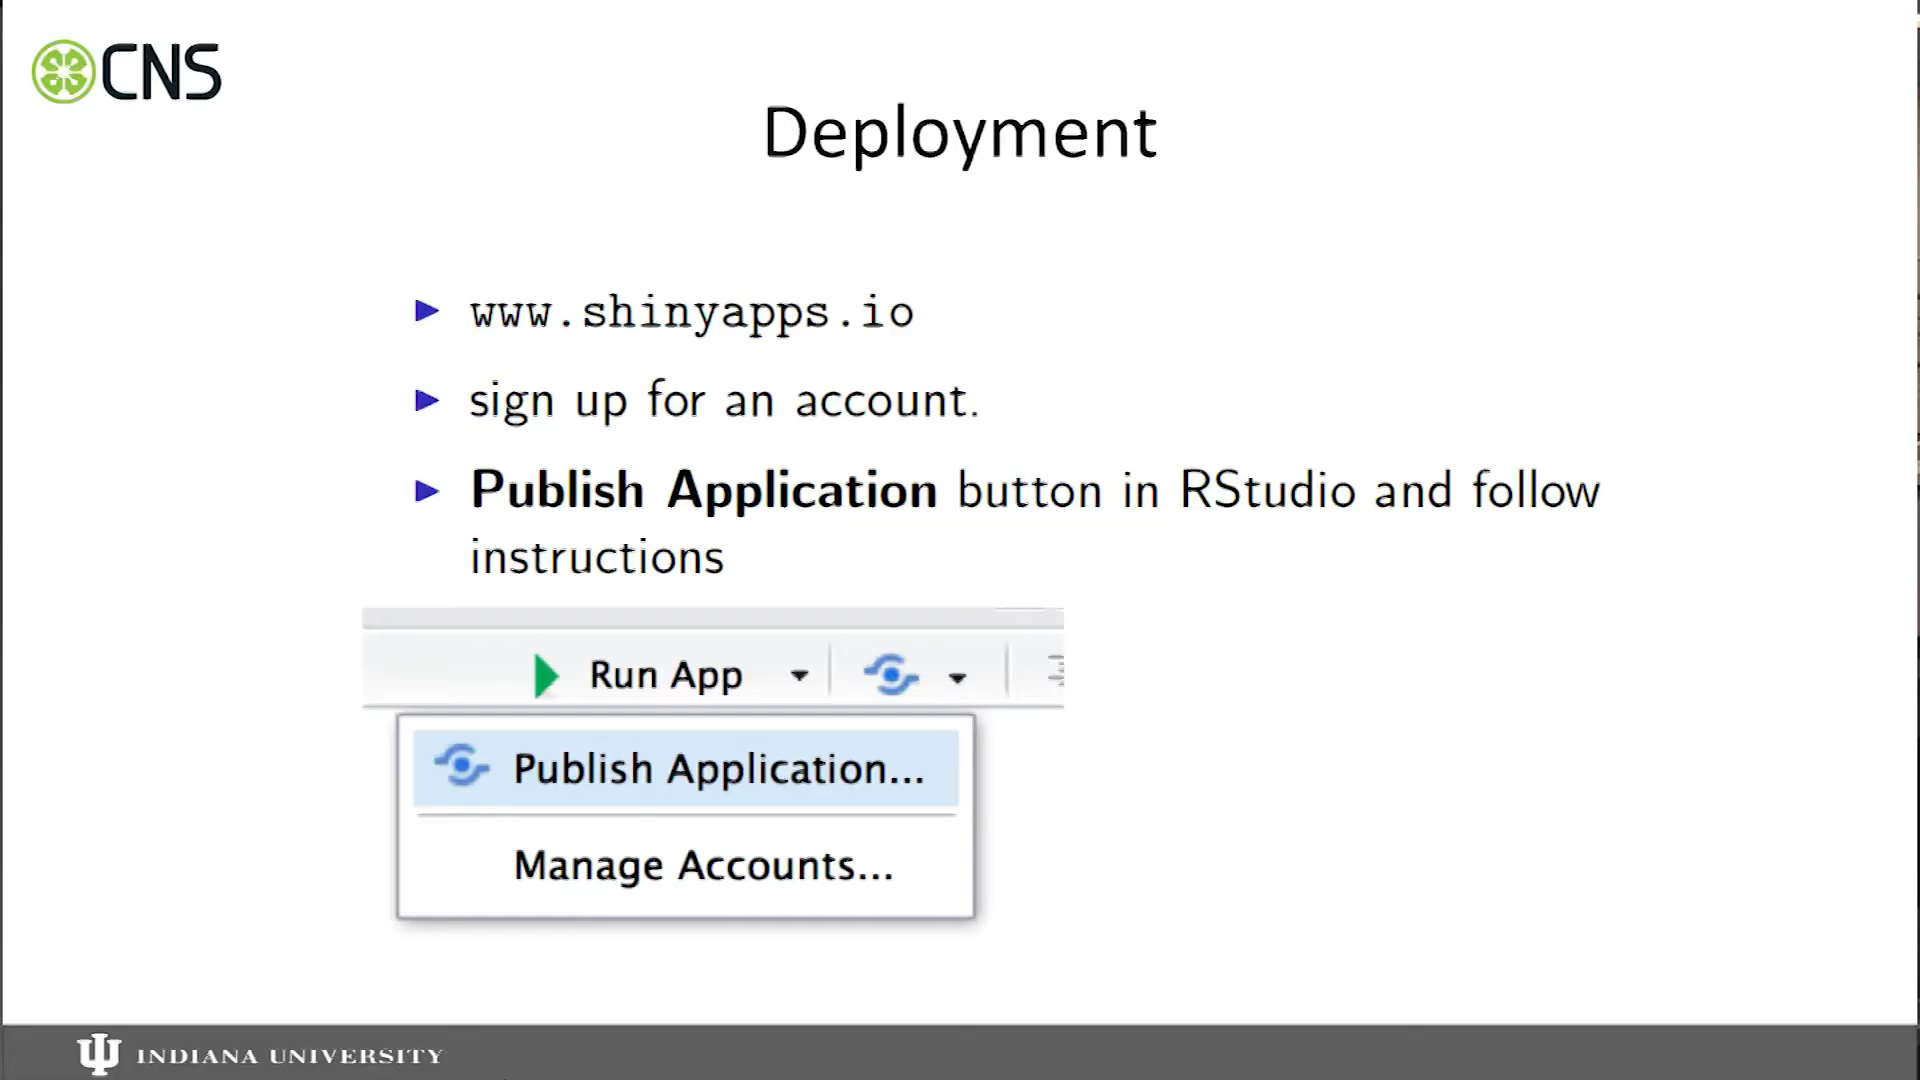 CNS
Deployment
www.shinyapps.io
sign up for an account.
Publish Application button in RStudio and follow
instructions
Run App
Publish Application...
Manage Accounts...
INDIANA UNIVERSITY